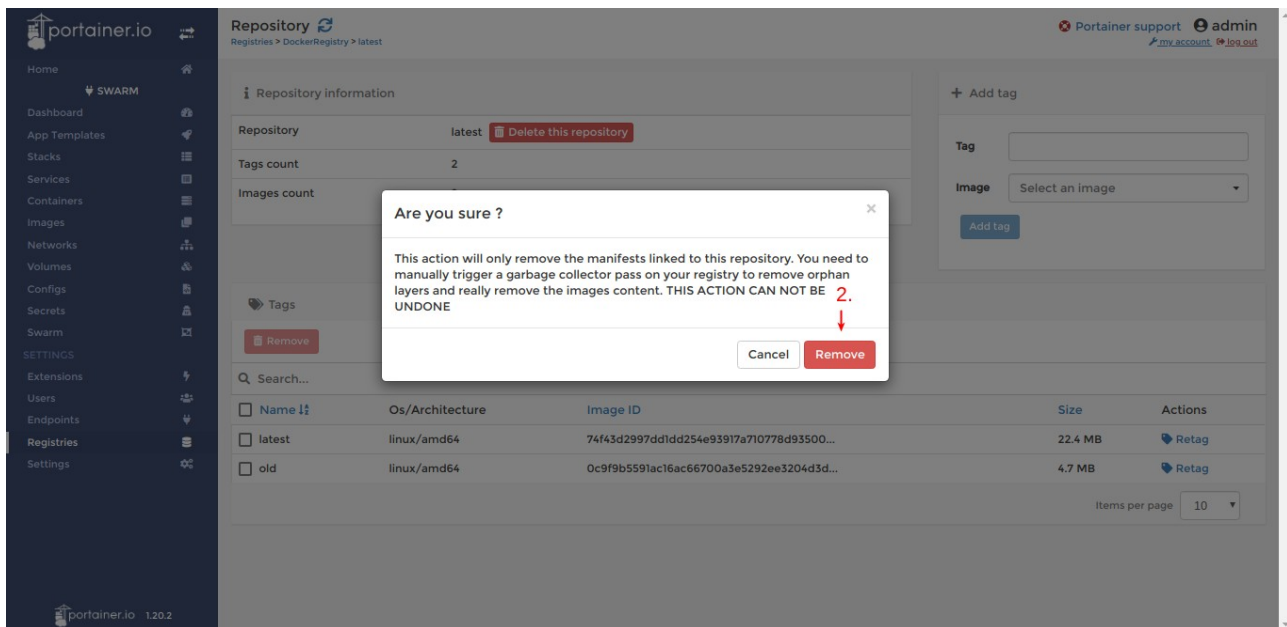 portainer.io
Home
SWARM
Dashboard
App Templates
Stacks
Services
Containers
Images
Networks
Volumes
Configs
Secrets
Swarm
SETTINGS
Extensions
Users
Endpoints
Registries
Settings
portainer.io 1.20.2
Repository
Registries > DockerRegistry > latest
Portainer support admin
my account log out
Repository information
Repository latest Delete this repository
Tags count 2
Images count
Add tag
Tag
Image Select an image
Add tag
Are you sure ? ×
This action will only remove the manifests linked to this repository. You need to
manually trigger a garbage collector pass on your registry to remove orphan
layers and really remove the images content. THIS ACTION CAN NOT BE
UNDONE
2.
Cancel Remove
Tags
Remove
Search...
Name Os/Architecture Image ID Size Actions
latest linux/amd64 74f43d2997dd1dd254e93917a710778d93500... 22.4 MB Retag
old linux/amd64 0c9f9b5591ac16ac66700a3e5292ee3204d3d... 4.7 MB Retag
Items per page 10